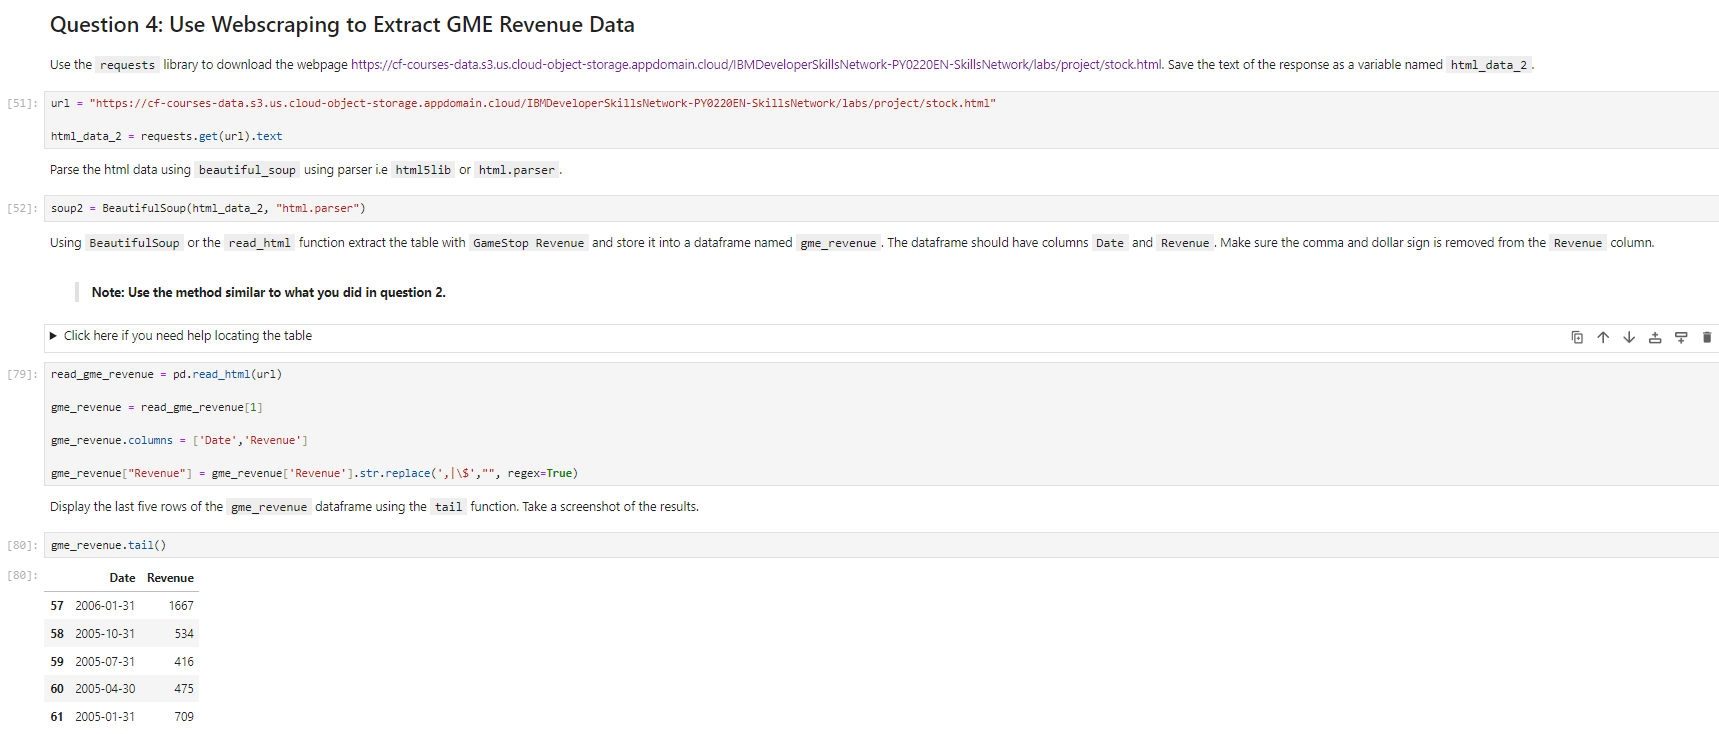 Question 4: Use Webscraping to Extract GME Revenue Data
Use the requests library to download the webpage https://cf-courses-data.s3.us.cloud-object-storage.appdomain.cloud/IBMDeveloperSkillsNetwork-PY0220EN-SkillsNetwork/labs/project/stock.html. Save the text of the response as a variable named html_data_2.
[51]: url = "https://cf-courses-data.s3.us.cloud-object-storage.appdomain.cloud/IBMDeveloperSkillsNetwork-PY0220EN-SkillsNetwork/labs/project/stock.html"
html_data_2 = requests.get(url).text
Parse the html data using beautiful_soup using parser i.e html5lib or html.parser.
[52]: soup2 = BeautifulSoup(html_data_2, "html.parser")
Using BeautifulSoup or the read_html function extract the table with GameStop Revenue and store it into a dataframe named gme_revenue. The dataframe should have columns Date and Revenue. Make sure the comma and dollar sign is removed from the Revenue column.
Note: Use the method similar to what you did in question 2.
Click here if you need help locating the table
[79]: read_gme_revenue = pd.read_html(url)
gme_revenue = read_gme_revenue[1]
gme_revenue.columns = ['Date','Revenue']
gme_revenue["Revenue"] = gme_revenue['Revenue'].str.replace(',|\$',"", regex=True)
Display the last five rows of the gme_revenue dataframe using the tail function. Take a screenshot of the results.
[80]: gme_revenue.tail()
[80]: Date Revenue
57 2006-01-31 1667
58 2005-10-31 534
59 2005-07-31 416
60 2005-04-30 475
61 2005-01-31 709